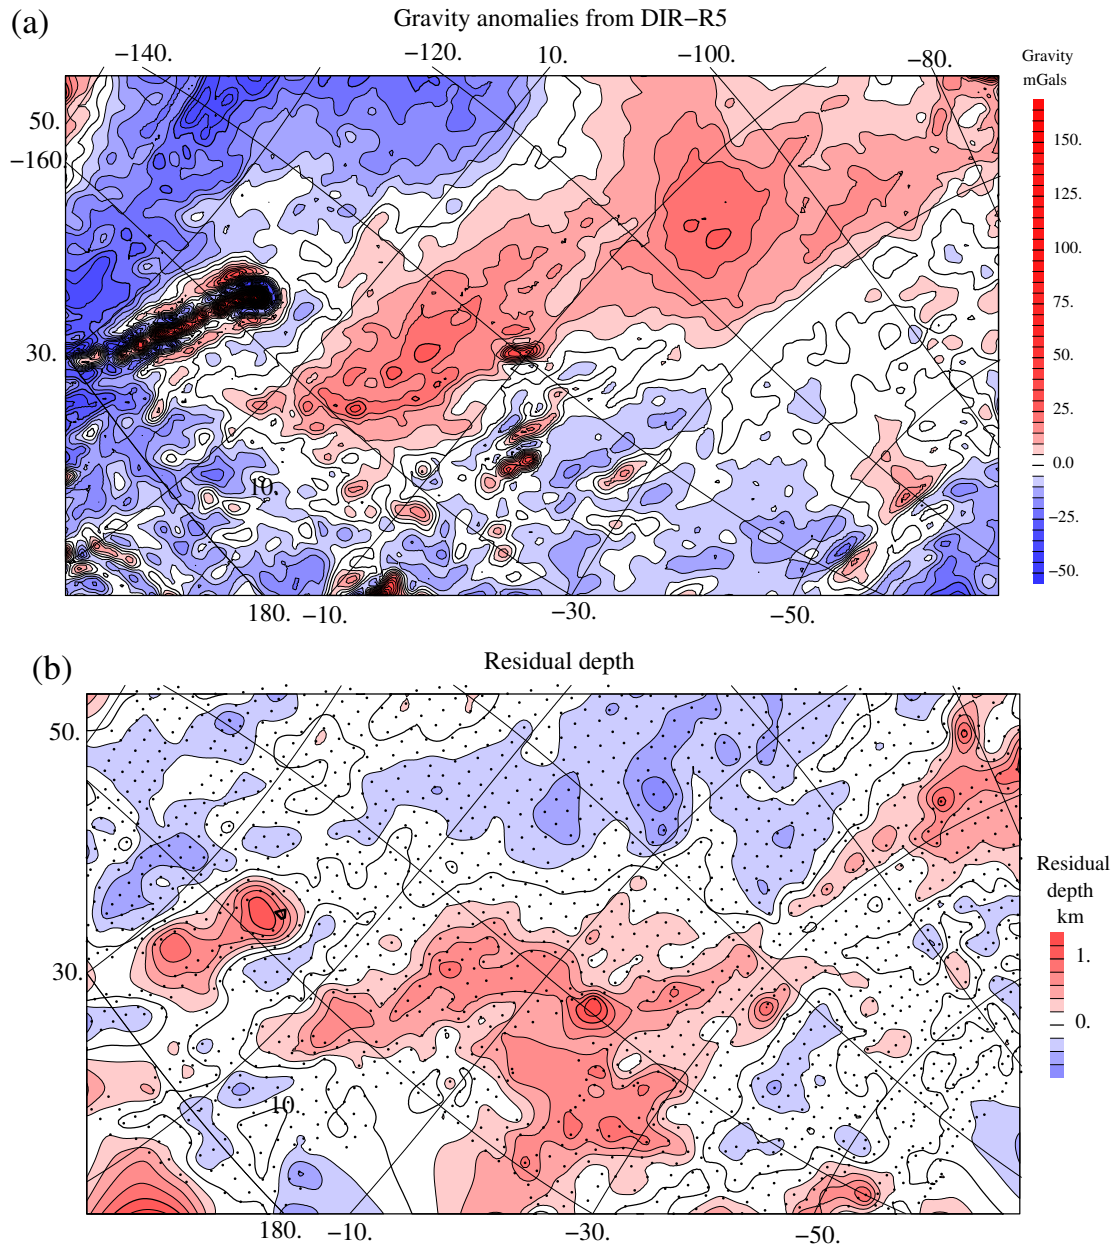 (a) Gravity anomalies from DIR−R5
−140. −120. 10. −100. −80.
Gravity
mGals
50.
−160.
30.
10.
180. −10. −30. −50.
150.
125.
100.
75.
50.
25.
0.0
−25.
−50.
(b) Residual depth
50.
30.
10.
180. −10. −30. −50.
Residual
depth
km
1.
0.